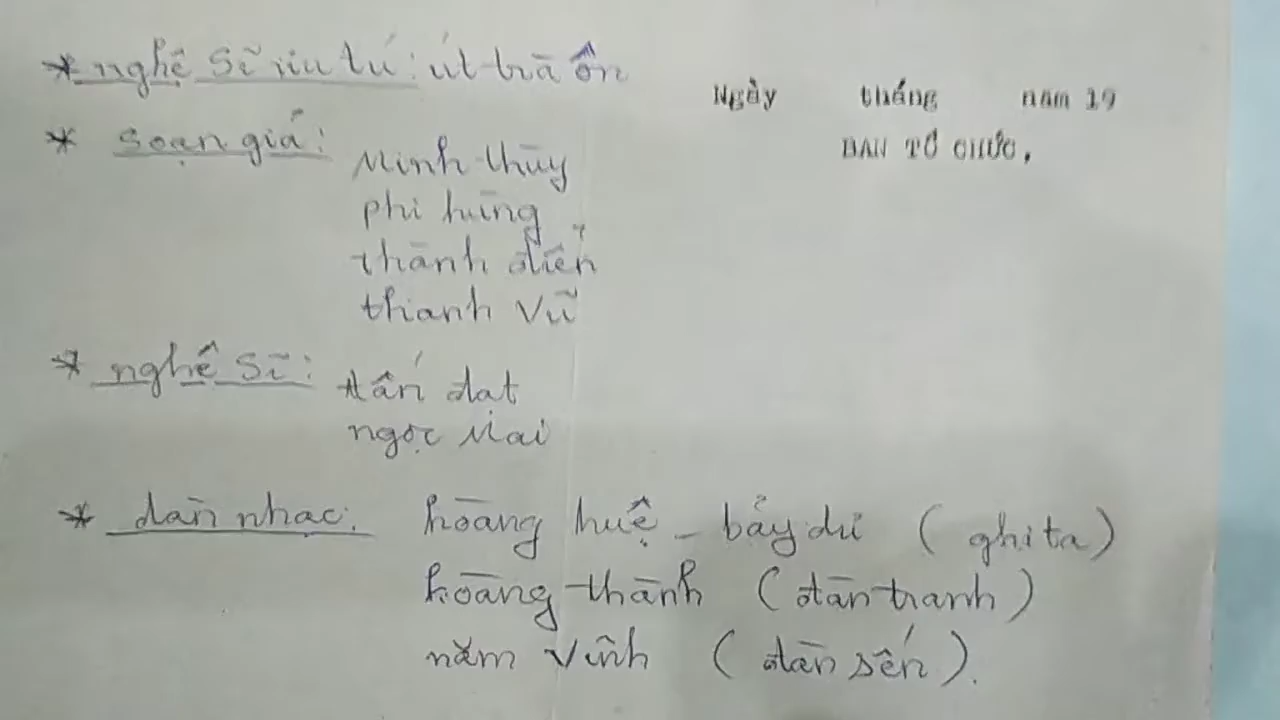 * nghệ sĩ ưu tú: út trà ôn
Ngày tháng năm 19
BAN TỔ CHỨC,
* soạn giả:
Minh thùy
phi hùng
thành điển
thanh vũ
* nghệ sĩ:
tấn đạt
ngọc Mai
* dàn nhạc:
hoàng huệ - bảy dư (ghita)
hoàng thành (đàn tranh)
năm vĩnh (đàn sến).